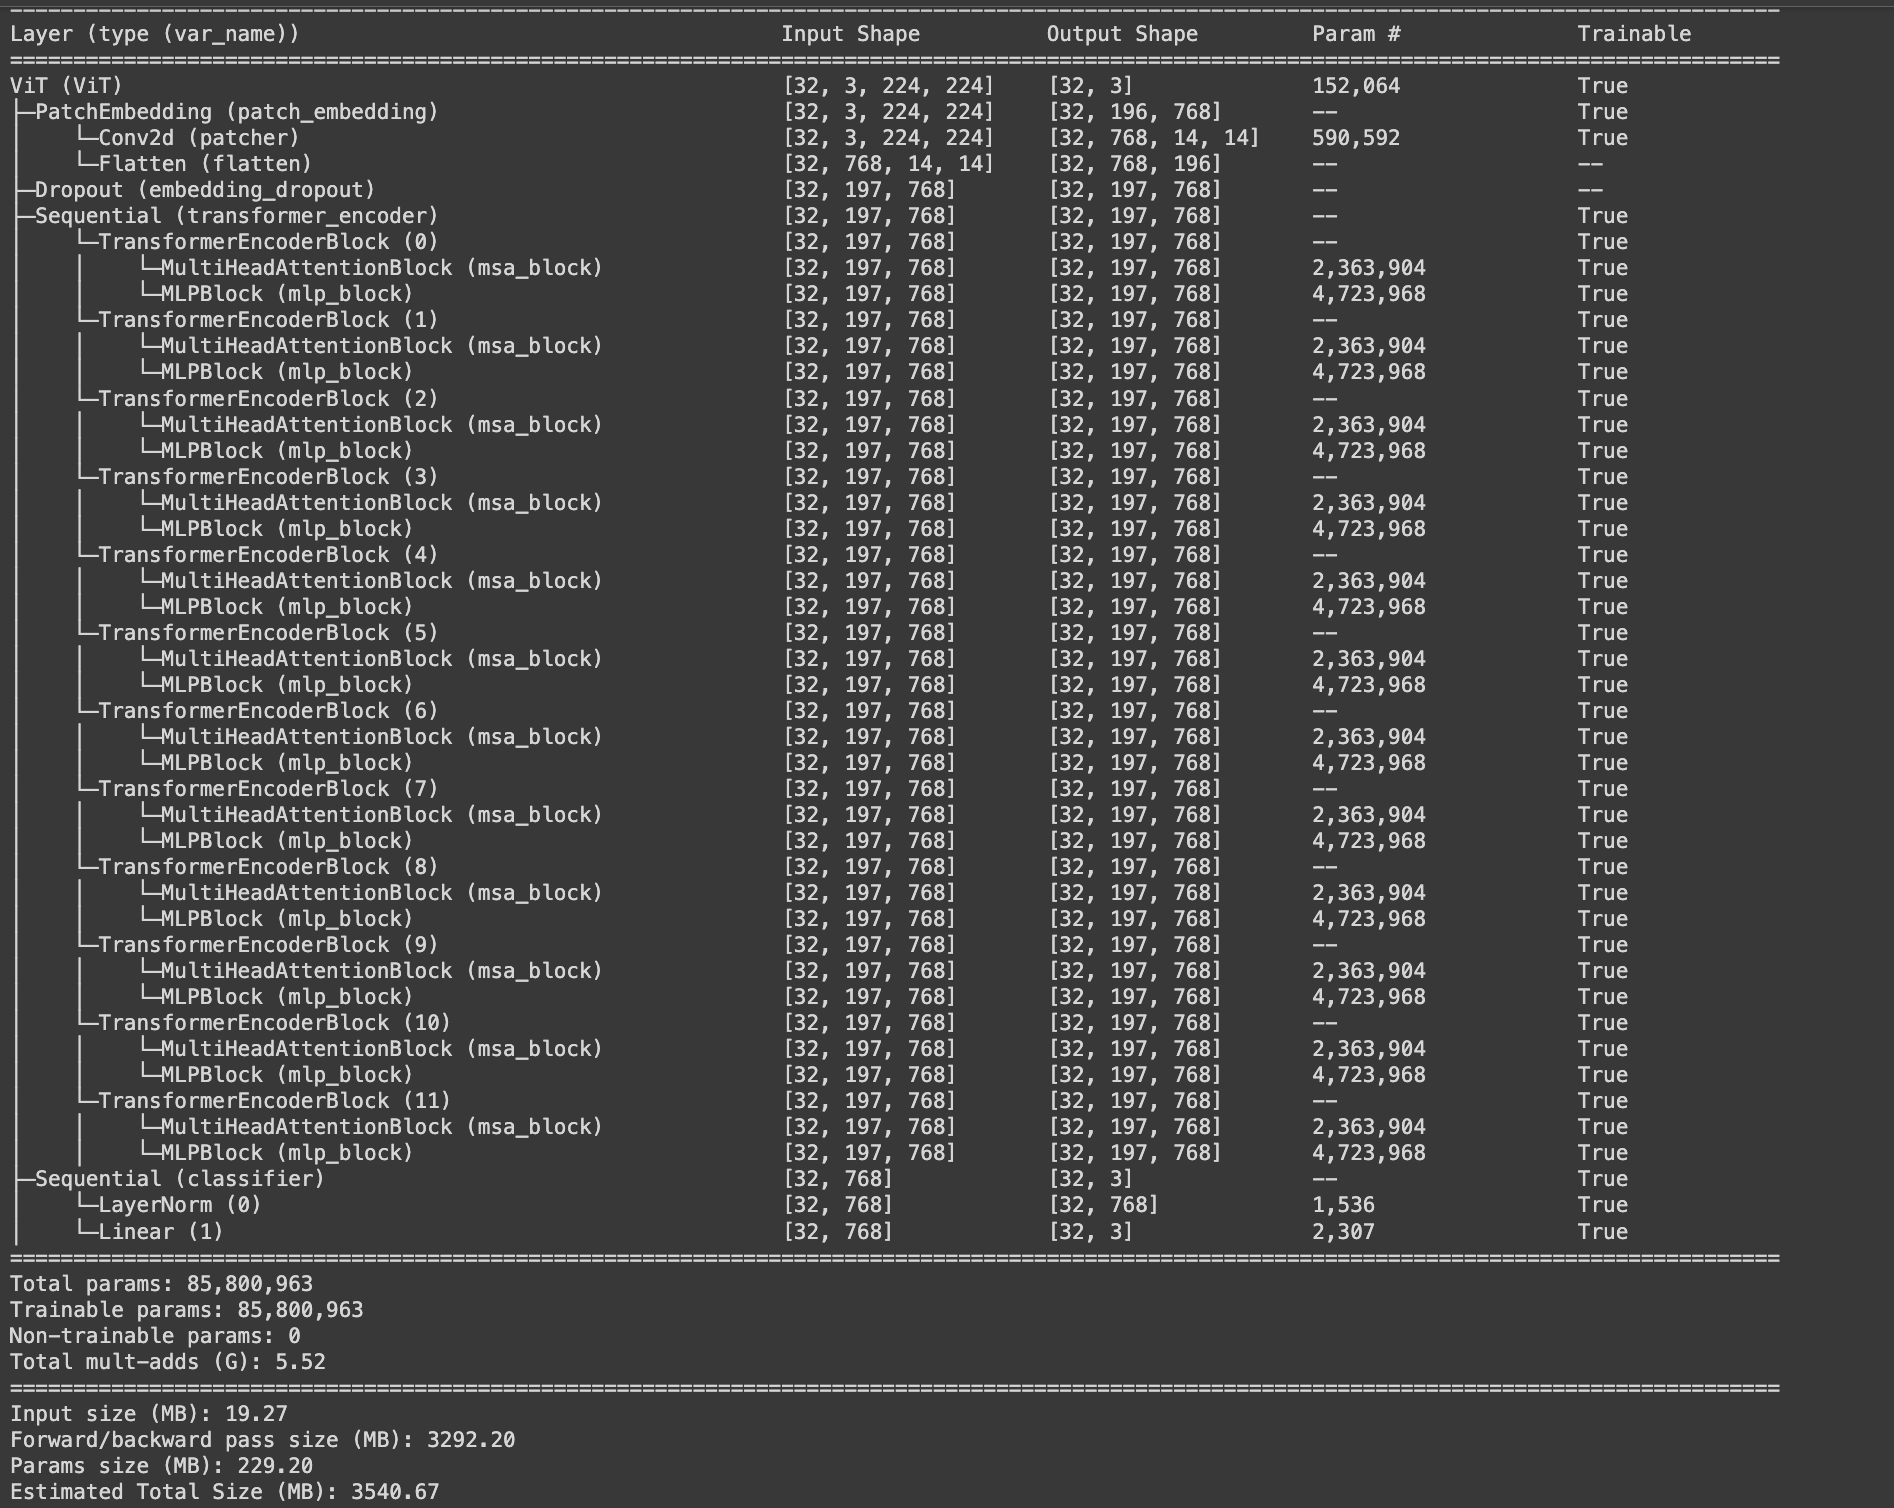 ====================================================================================================
Layer (type (var_name)) Input Shape Output Shape Param # Trainable
====================================================================================================
ViT (ViT) [32, 3, 224, 224] [32, 3] 152,064 True
├─PatchEmbedding (patch_embedding) [32, 3, 224, 224] [32, 196, 768] -- True
│ └─Conv2d (patcher) [32, 3, 224, 224] [32, 768, 14, 14] 590,592 True
│ └─Flatten (flatten) [32, 768, 14, 14] [32, 768, 196] -- --
├─Dropout (embedding_dropout) [32, 197, 768] [32, 197, 768] -- --
├─Sequential (transformer_encoder) [32, 197, 768] [32, 197, 768] -- True
│ └─TransformerEncoderBlock (0) [32, 197, 768] [32, 197, 768] -- True
│ │ └─MultiHeadAttentionBlock (msa_block) [32, 197, 768] [32, 197, 768] 2,363,904 True
│ │ └─MLPBlock (mlp_block) [32, 197, 768] [32, 197, 768] 4,723,968 True
│ └─TransformerEncoderBlock (1) [32, 197, 768] [32, 197, 768] -- True
│ │ └─MultiHeadAttentionBlock (msa_block) [32, 197, 768] [32, 197, 768] 2,363,904 True
│ │ └─MLPBlock (mlp_block) [32, 197, 768] [32, 197, 768] 4,723,968 True
│ └─TransformerEncoderBlock (2) [32, 197, 768] [32, 197, 768] -- True
│ │ └─MultiHeadAttentionBlock (msa_block) [32, 197, 768] [32, 197, 768] 2,363,904 True
│ │ └─MLPBlock (mlp_block) [32, 197, 768] [32, 197, 768] 4,723,968 True
│ └─TransformerEncoderBlock (3) [32, 197, 768] [32, 197, 768] -- True
│ │ └─MultiHeadAttentionBlock (msa_block) [32, 197, 768] [32, 197, 768] 2,363,904 True
│ │ └─MLPBlock (mlp_block) [32, 197, 768] [32, 197, 768] 4,723,968 True
│ └─TransformerEncoderBlock (4) [32, 197, 768] [32, 197, 768] -- True
│ │ └─MultiHeadAttentionBlock (msa_block) [32, 197, 768] [32, 197, 768] 2,363,904 True
│ │ └─MLPBlock (mlp_block) [32, 197, 768] [32, 197, 768] 4,723,968 True
│ └─TransformerEncoderBlock (5) [32, 197, 768] [32, 197, 768] -- True
│ │ └─MultiHeadAttentionBlock (msa_block) [32, 197, 768] [32, 197, 768] 2,363,904 True
│ │ └─MLPBlock (mlp_block) [32, 197, 768] [32, 197, 768] 4,723,968 True
│ └─TransformerEncoderBlock (6) [32, 197, 768] [32, 197, 768] -- True
│ │ └─MultiHeadAttentionBlock (msa_block) [32, 197, 768] [32, 197, 768] 2,363,904 True
│ │ └─MLPBlock (mlp_block) [32, 197, 768] [32, 197, 768] 4,723,968 True
│ └─TransformerEncoderBlock (7) [32, 197, 768] [32, 197, 768] -- True
│ │ └─MultiHeadAttentionBlock (msa_block) [32, 197, 768] [32, 197, 768] 2,363,904 True
│ │ └─MLPBlock (mlp_block) [32, 197, 768] [32, 197, 768] 4,723,968 True
│ └─TransformerEncoderBlock (8) [32, 197, 768] [32, 197, 768] -- True
│ │ └─MultiHeadAttentionBlock (msa_block) [32, 197, 768] [32, 197, 768] 2,363,904 True
│ │ └─MLPBlock (mlp_block) [32, 197, 768] [32, 197, 768] 4,723,968 True
│ └─TransformerEncoderBlock (9) [32, 197, 768] [32, 197, 768] -- True
│ │ └─MultiHeadAttentionBlock (msa_block) [32, 197, 768] [32, 197, 768] 2,363,904 True
│ │ └─MLPBlock (mlp_block) [32, 197, 768] [32, 197, 768] 4,723,968 True
│ └─TransformerEncoderBlock (10) [32, 197, 768] [32, 197, 768] -- True
│ │ └─MultiHeadAttentionBlock (msa_block) [32, 197, 768] [32, 197, 768] 2,363,904 True
│ │ └─MLPBlock (mlp_block) [32, 197, 768] [32, 197, 768] 4,723,968 True
│ └─TransformerEncoderBlock (11) [32, 197, 768] [32, 197, 768] -- True
│ │ └─MultiHeadAttentionBlock (msa_block) [32, 197, 768] [32, 197, 768] 2,363,904 True
│ │ └─MLPBlock (mlp_block) [32, 197, 768] [32, 197, 768] 4,723,968 True
├─Sequential (classifier) [32, 768] [32, 3] -- True
│ └─LayerNorm (0) [32, 768] [32, 768] 1,536 True
│ └─Linear (1) [32, 768] [32, 3] 2,307 True
====================================================================================================
Total params: 85,800,963
Trainable params: 85,800,963
Non-trainable params: 0
Total mult-adds (G): 5.52
====================================================================================================
Input size (MB): 19.27
Forward/backward pass size (MB): 3292.20
Params size (MB): 229.20
Estimated Total Size (MB): 3540.67